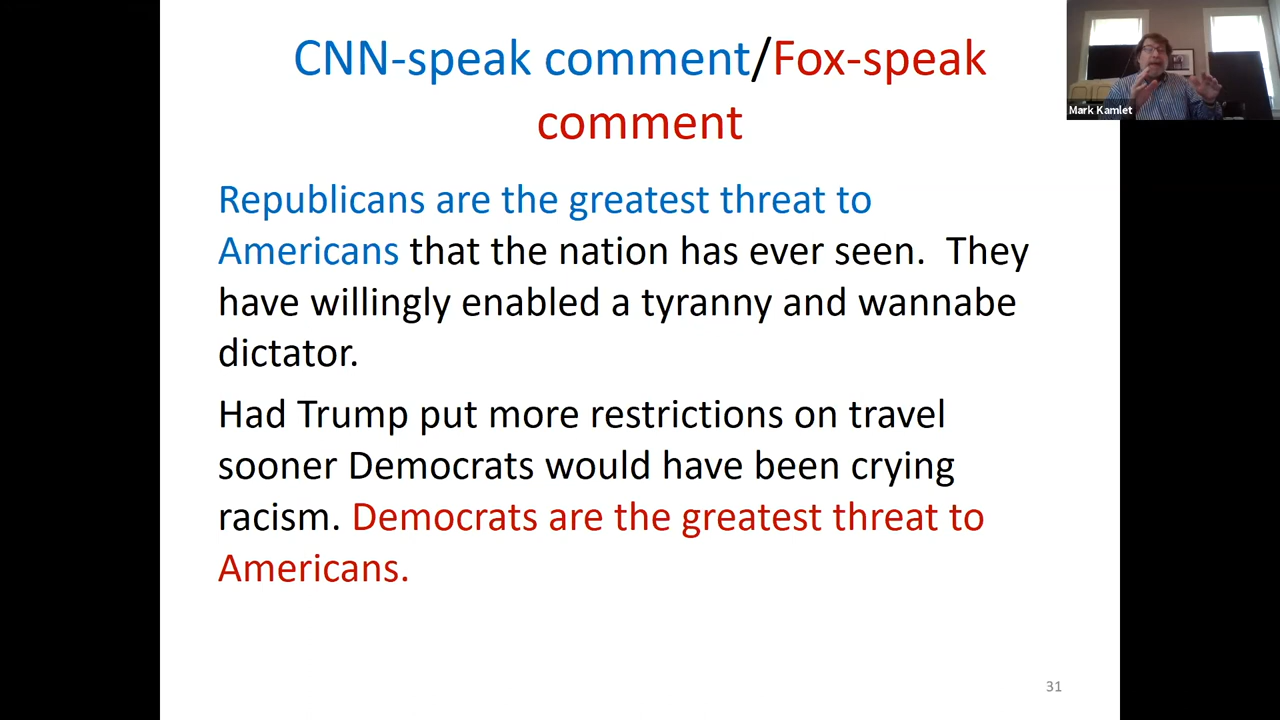 CNN-speak comment/Fox-speak
comment
Mark Kamlet
Republicans are the greatest threat to
Americans that the nation has ever seen.  They
have willingly enabled a tyranny and wannabe
dictator.
Had Trump put more restrictions on travel
sooner Democrats would have been crying
racism. Democrats are the greatest threat to
Americans.
31